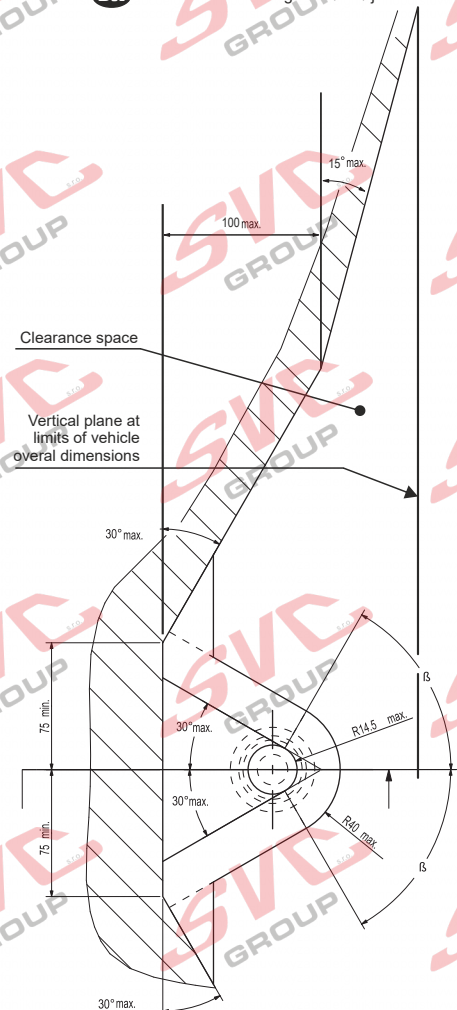 15° max.
100 max.
Clearance space
Vertical plane at
limits of vehicle
overal dimensions
30° max.
ß
75 min.
30° max.
R14.5 max.
30° max.
75 min.
R40 max.
ß
30° max.
SVC
GROUP
s.r.o.